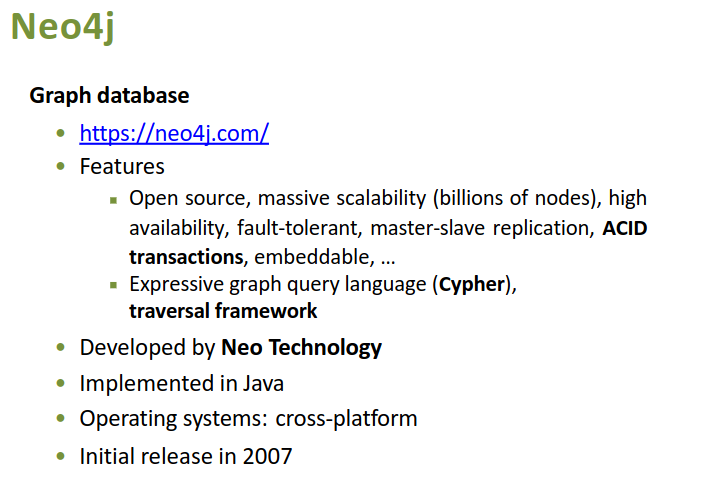 Neo4j
Graph database
• https://neo4j.com/
• Features
▪ Open source, massive scalability (billions of nodes), high
availability, fault-tolerant, master-slave replication, ACID
transactions, embeddable, ...
▪ Expressive graph query language (Cypher),
traversal framework
• Developed by Neo Technology
• Implemented in Java
• Operating systems: cross-platform
• Initial release in 2007